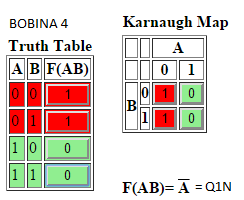 BOBINA 4
Truth Table
A B F(AB)
0 0 1
0 1 1
1 0 0
1 1 0
Karnaugh Map
A
0 1
B 0 1 0
1 1 0
F(AB)= A̅ = Q1N